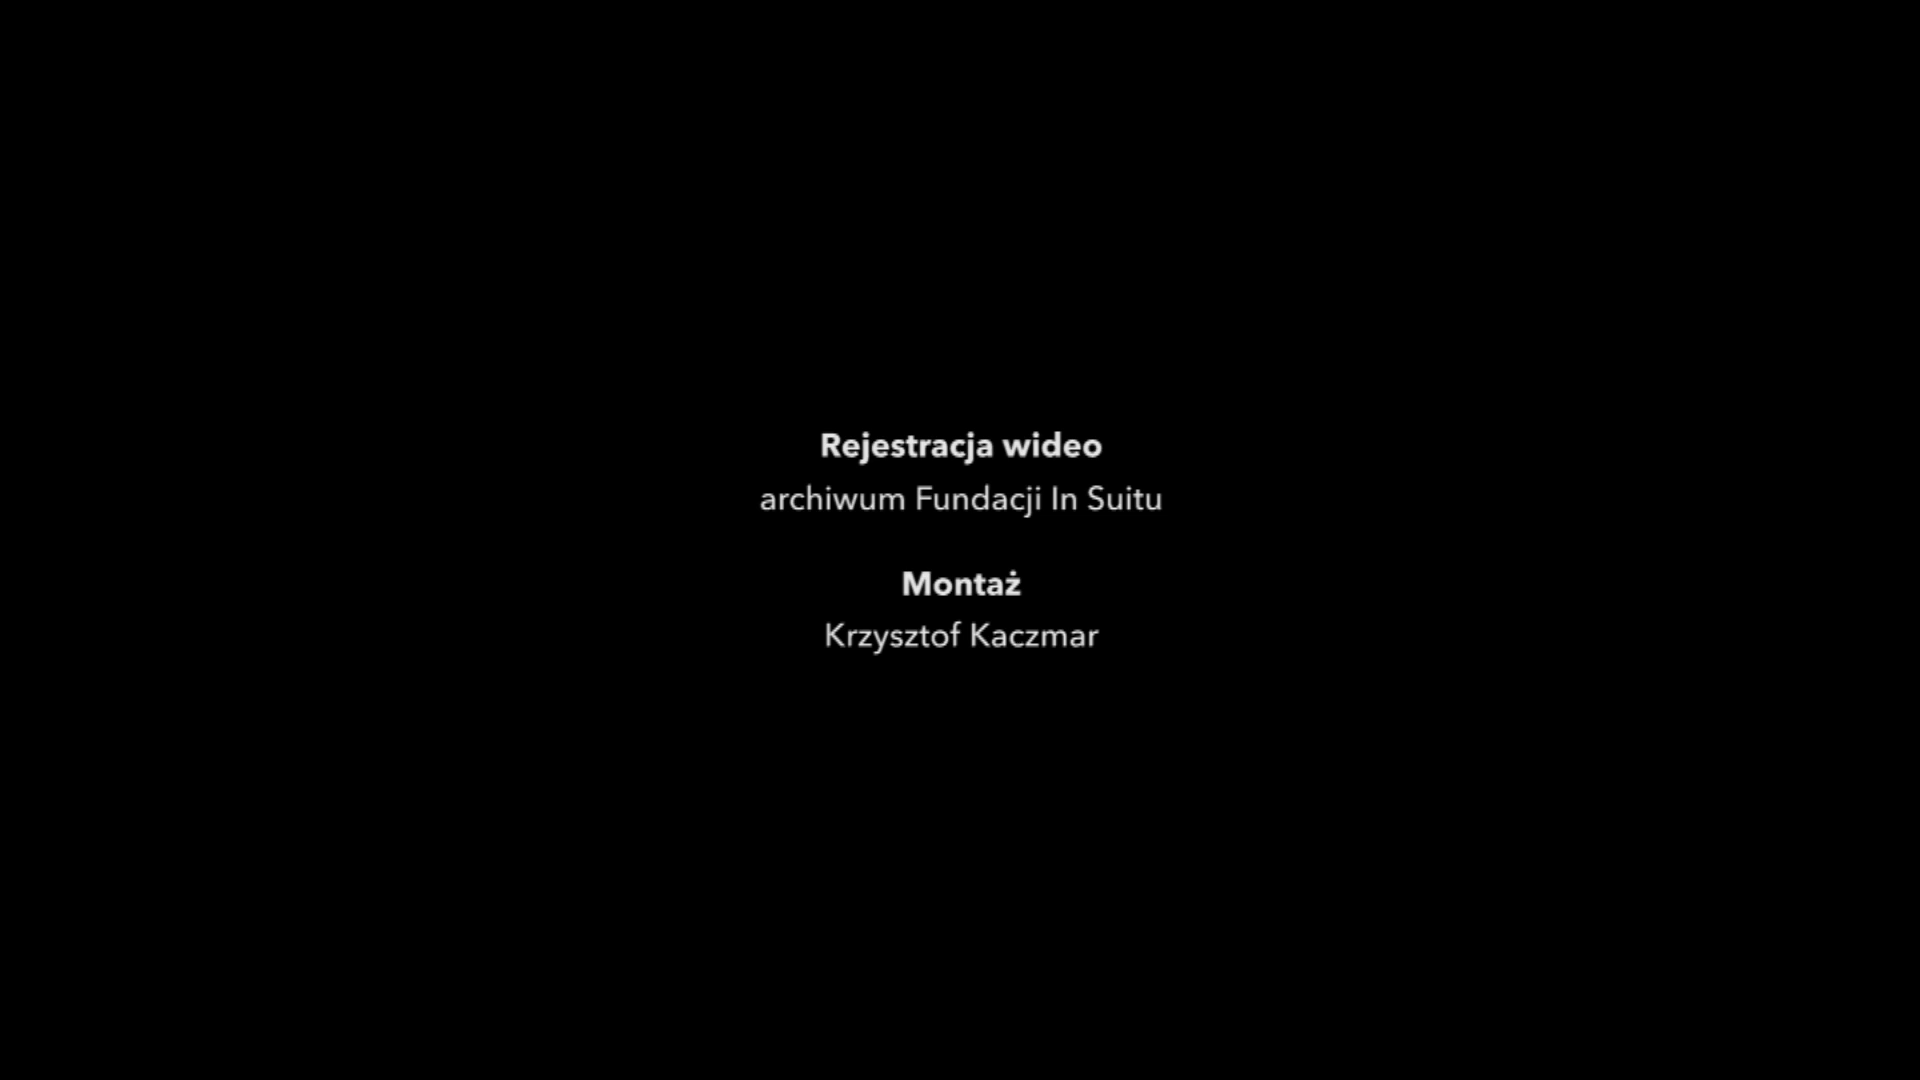 Rejestracja wideo
archiwum Fundacji In Suitu
Montaż
Krzysztof Kaczmar